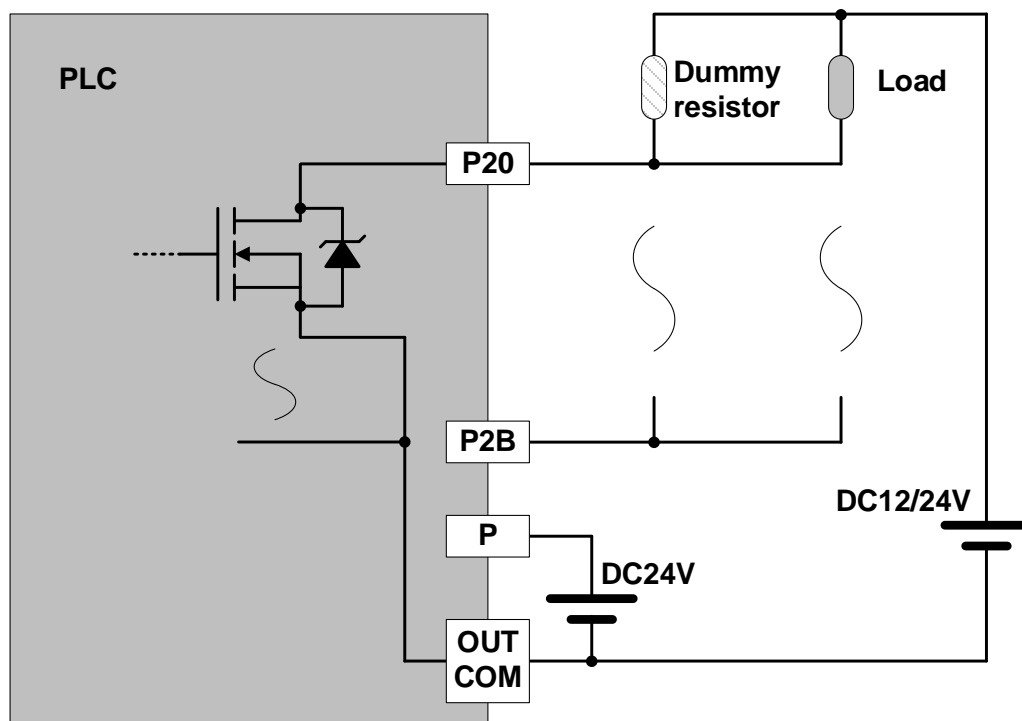 PLC
Dummy
resistor
Load
P20
P2B
DC12/24V
P
DC24V
OUT
COM